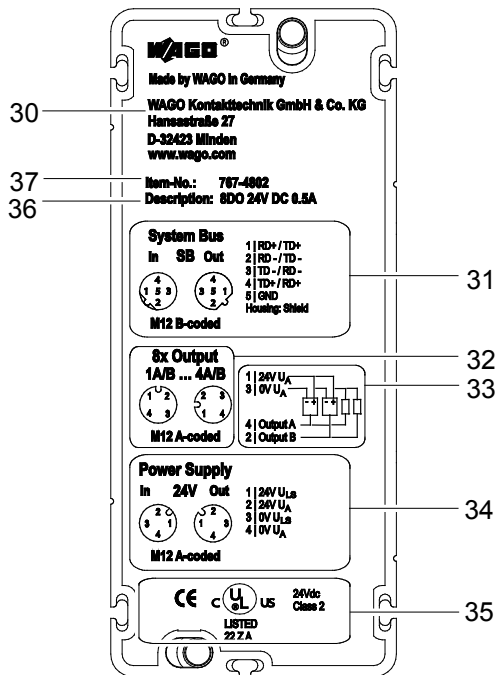 WAGO®
Made by WAGO in Germany
30
WAGO Kontakttechnik GmbH & Co. KG
Hansastraße 27
D-32423 Minden
www.wago.com
37
Item-No.: 767-4802
36
Description: 8DO 24V DC 0.5A
System Bus
In SB Out
4
1 5 3
2
4
3 5 1
2
M12 B-coded
1 | RD+ / TD+
2 | RD - / TD -
3 | TD - / RD -
4 | TD+ / RD+
5 | GND
Housing: Shield
31
8x Output
1A/B ... 4A/B
1 2
4 3
2 3
1 4
M12 A-coded
32
1 | 24V UA
3 | 0V UA
- + - +
4 | Output A
2 | Output B
33
Power Supply
In 24V Out
2
3 1
4
2
1 3
4
M12 A-coded
1 | 24V ULS
2 | 24V UA
3 | 0V ULS
4 | 0V UA
34
CE C UL US
®
LISTED
22 Z A
24Vdc
Class 2
35